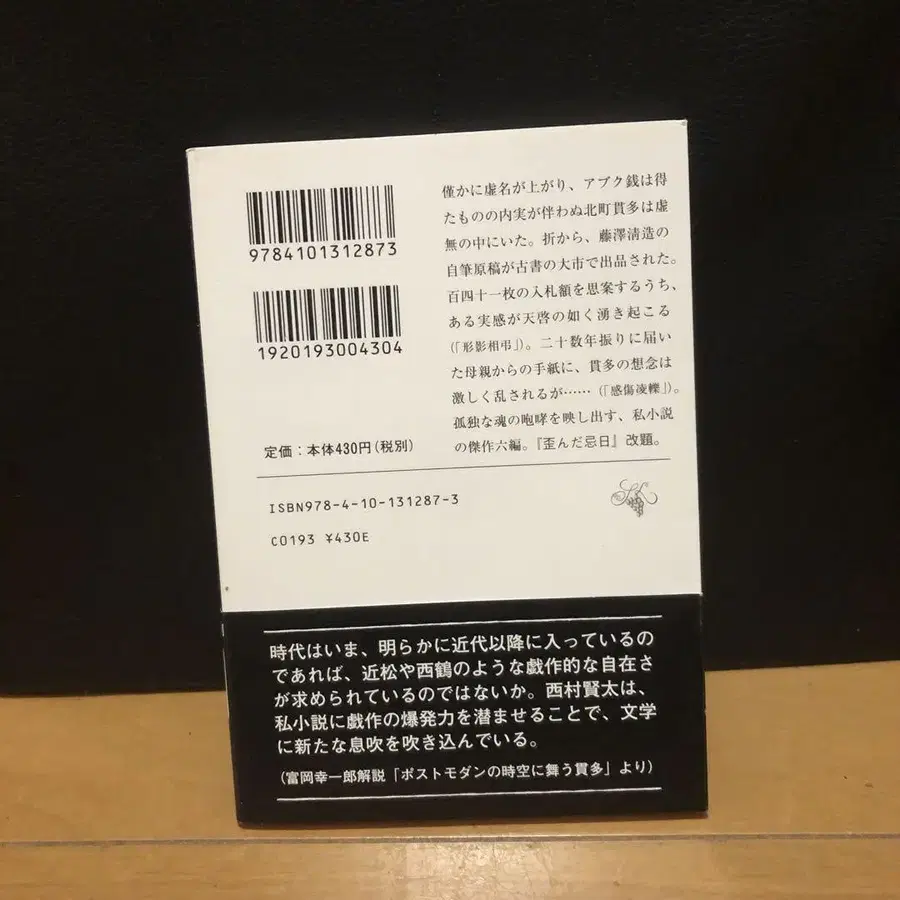 9784101312873
1920193004304
定価:本体430円(税別)
ISBN978-4-10-131287-3
C0193 ¥430E
僅かに虚名が上がり、アブク銭は得
たものの内実が伴わぬ北町貫多は虚
無の中にいた。折から、藤澤淸造の
自筆原稿が古書の大市で出品された。
百四十一枚の入札額を思案するうち、
ある実感が天啓の如く湧き起こる
(「形影相弔」)。二十数年振りに届い
た母親からの手紙に、貫多の想念は
激しく乱されるが……(「感傷凌轢」)。
孤独な魂の咆哮を映し出す、私小説
の傑作六編。『歪んだ忌日』改題。
時代はいま、明らかに近代以降に入っているの
であれば、近松や西鶴のような戯作的な自在さ
が求められているのではないか。西村賢太は、
私小説に戯作の爆発力を潜ませることで、文学
に新たな息吹を吹き込んでいる。
(富岡幸一郎解説「ポストモダンの時空に舞う貫多」より)